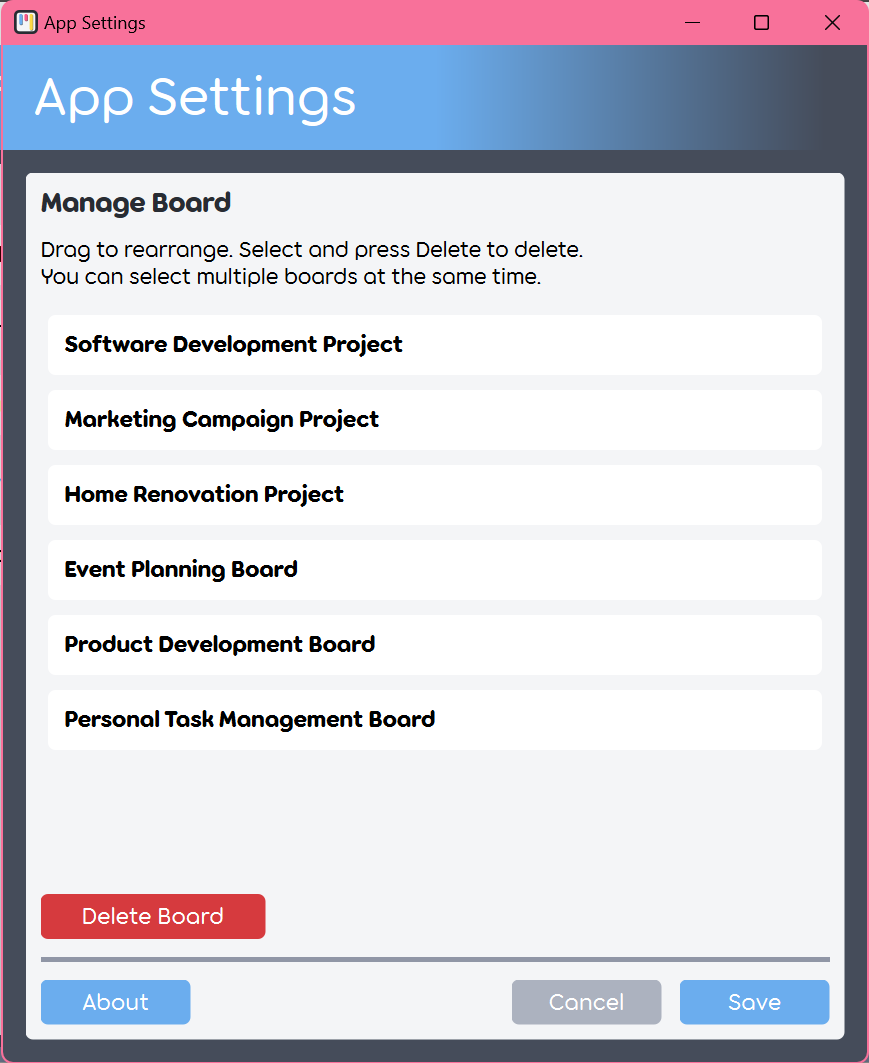 App Settings
App Settings
Manage Board
Drag to rearrange. Select and press Delete to delete.
You can select multiple boards at the same time.
Software Development Project
Marketing Campaign Project
Home Renovation Project
Event Planning Board
Product Development Board
Personal Task Management Board
Delete Board
About
Cancel
Save